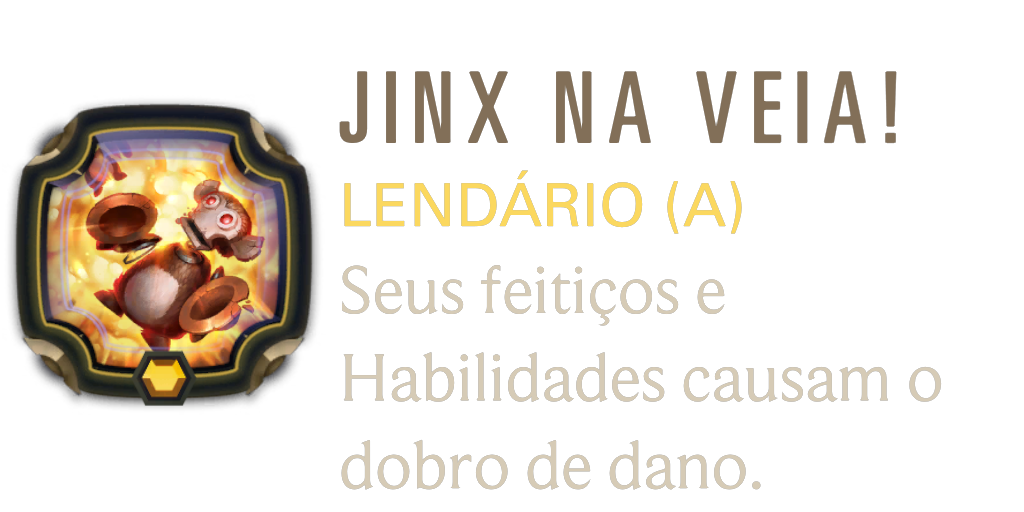 JINX NA VEIA!
LENDÁRIO (A)
Seus feitiços e
Habilidades causam o
dobro de dano.